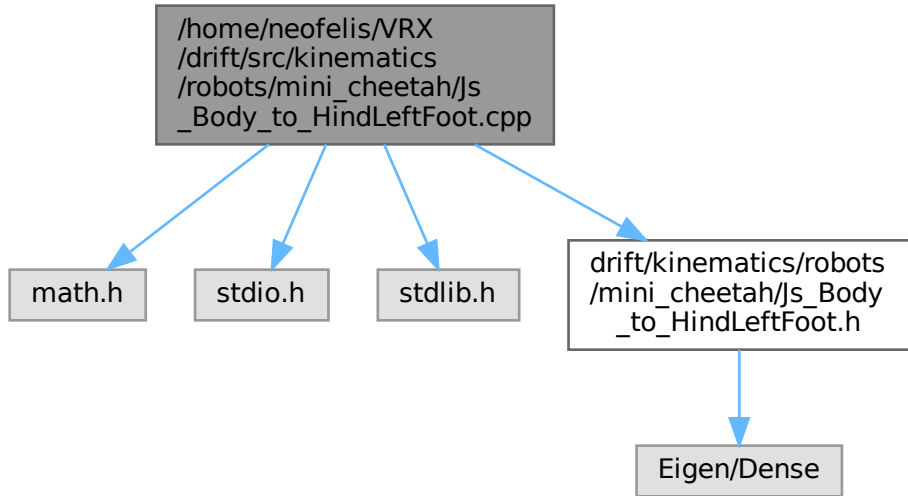 /home/neofelis/VRX
/drift/src/kinematics
/robots/mini_cheetah/Js
_Body_to_HindLeftFoot.cpp
math.h
stdio.h
stdlib.h
drift/kinematics/robots
/mini_cheetah/Js_Body
_to_HindLeftFoot.h
Eigen/Dense